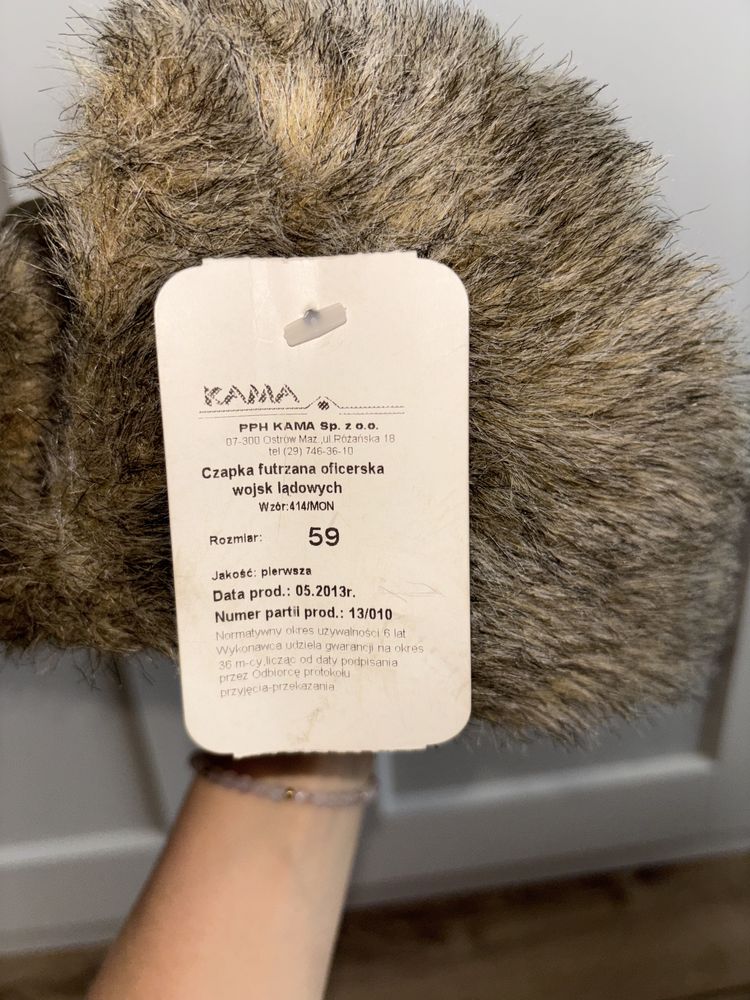 KAMA
PPH KAMA Sp. z o.o.
07-300 Ostrów Maz.,ul.Różańska 18
tel (29) 746-36-10
Czapka futrzana oficerska
wojsk lądowych
Wzór:414/MON
Rozmiar: 59
Jakość: pierwsza
Data prod.: 05.2013r.
Numer partii prod.: 13/010
Normatywny okres używalności 6 lat
Wykonawca udziela gwarancji na okres
36 m-cy,licząc od daty podpisania
przez Odbiorcę protokołu
przyjęcia-przekazania